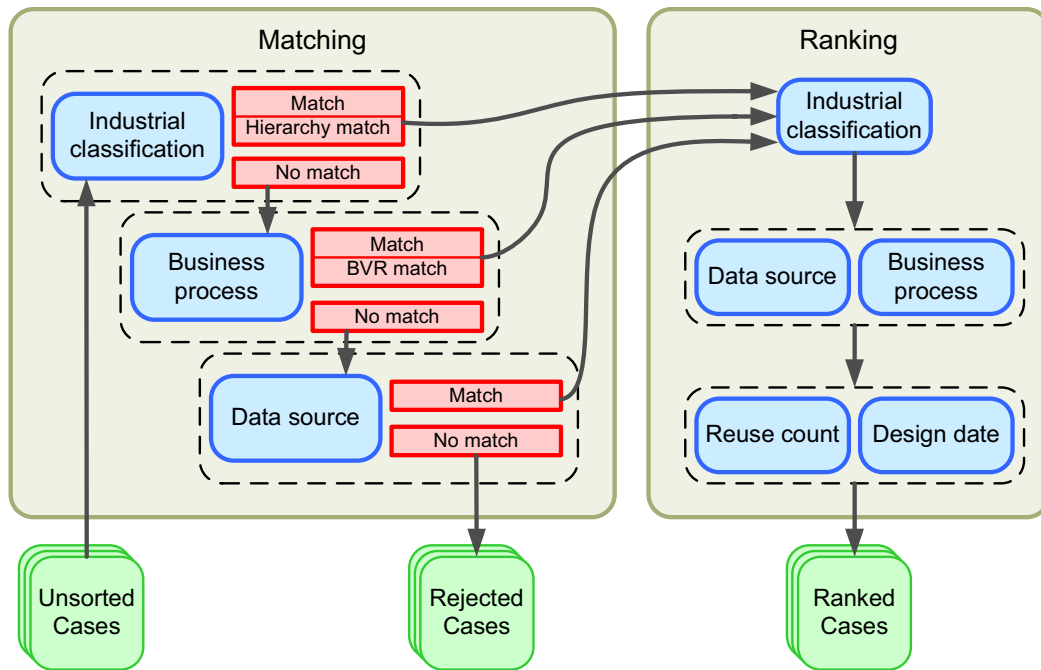 Matching
Industrial
classification
Match
Hierarchy match
No match
Business
process
Match
BVR match
No match
Data source
Match
No match
Ranking
Industrial
classification
Data source
Business
process
Reuse count
Design date
Unsorted
Cases
Rejected
Cases
Ranked
Cases